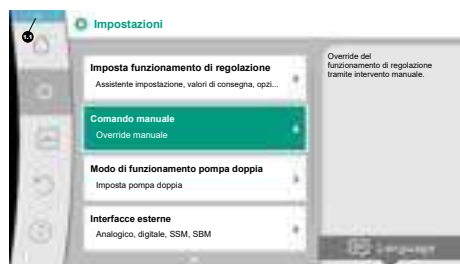 1.1
Impostazioni
Imposta funzionamento di regolazione
Assistente impostazione, valori di consegna, opzi...
Comando manuale
Override manuale
Modo di funzionamento pompa doppia
Imposta pompa doppia
Interfacce esterne
Analogico, digitale, SSM, SBM
Override del
funzionamento di regolazione
tramite intervento manuale.
Language